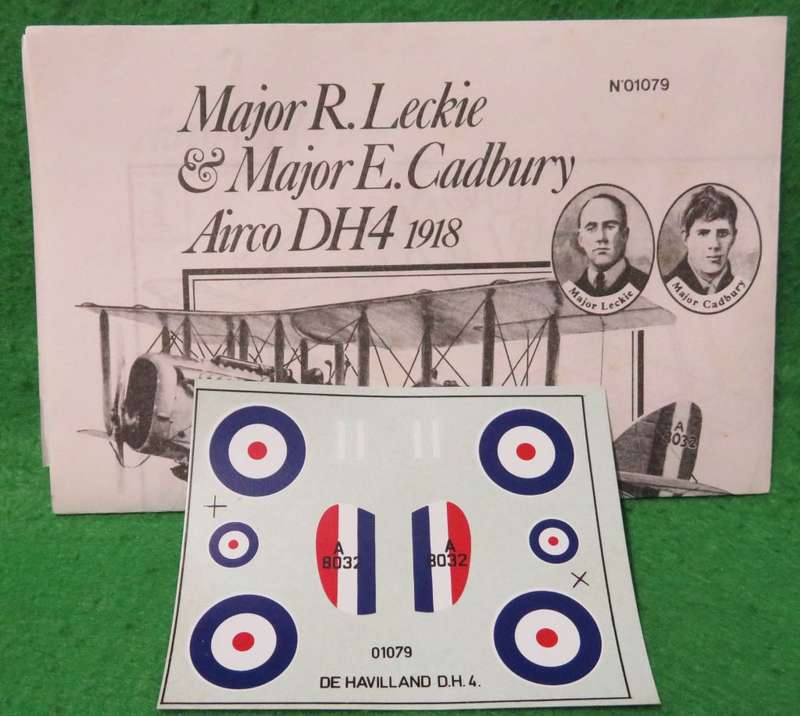 Major R. Leckie
& Major E. Cadbury
Airco DH4 1918
N°01079
Major Leckie
Major Cadbury
A
8032
A
8032
A
8032
01079
DE HAVILLAND D.H.4.